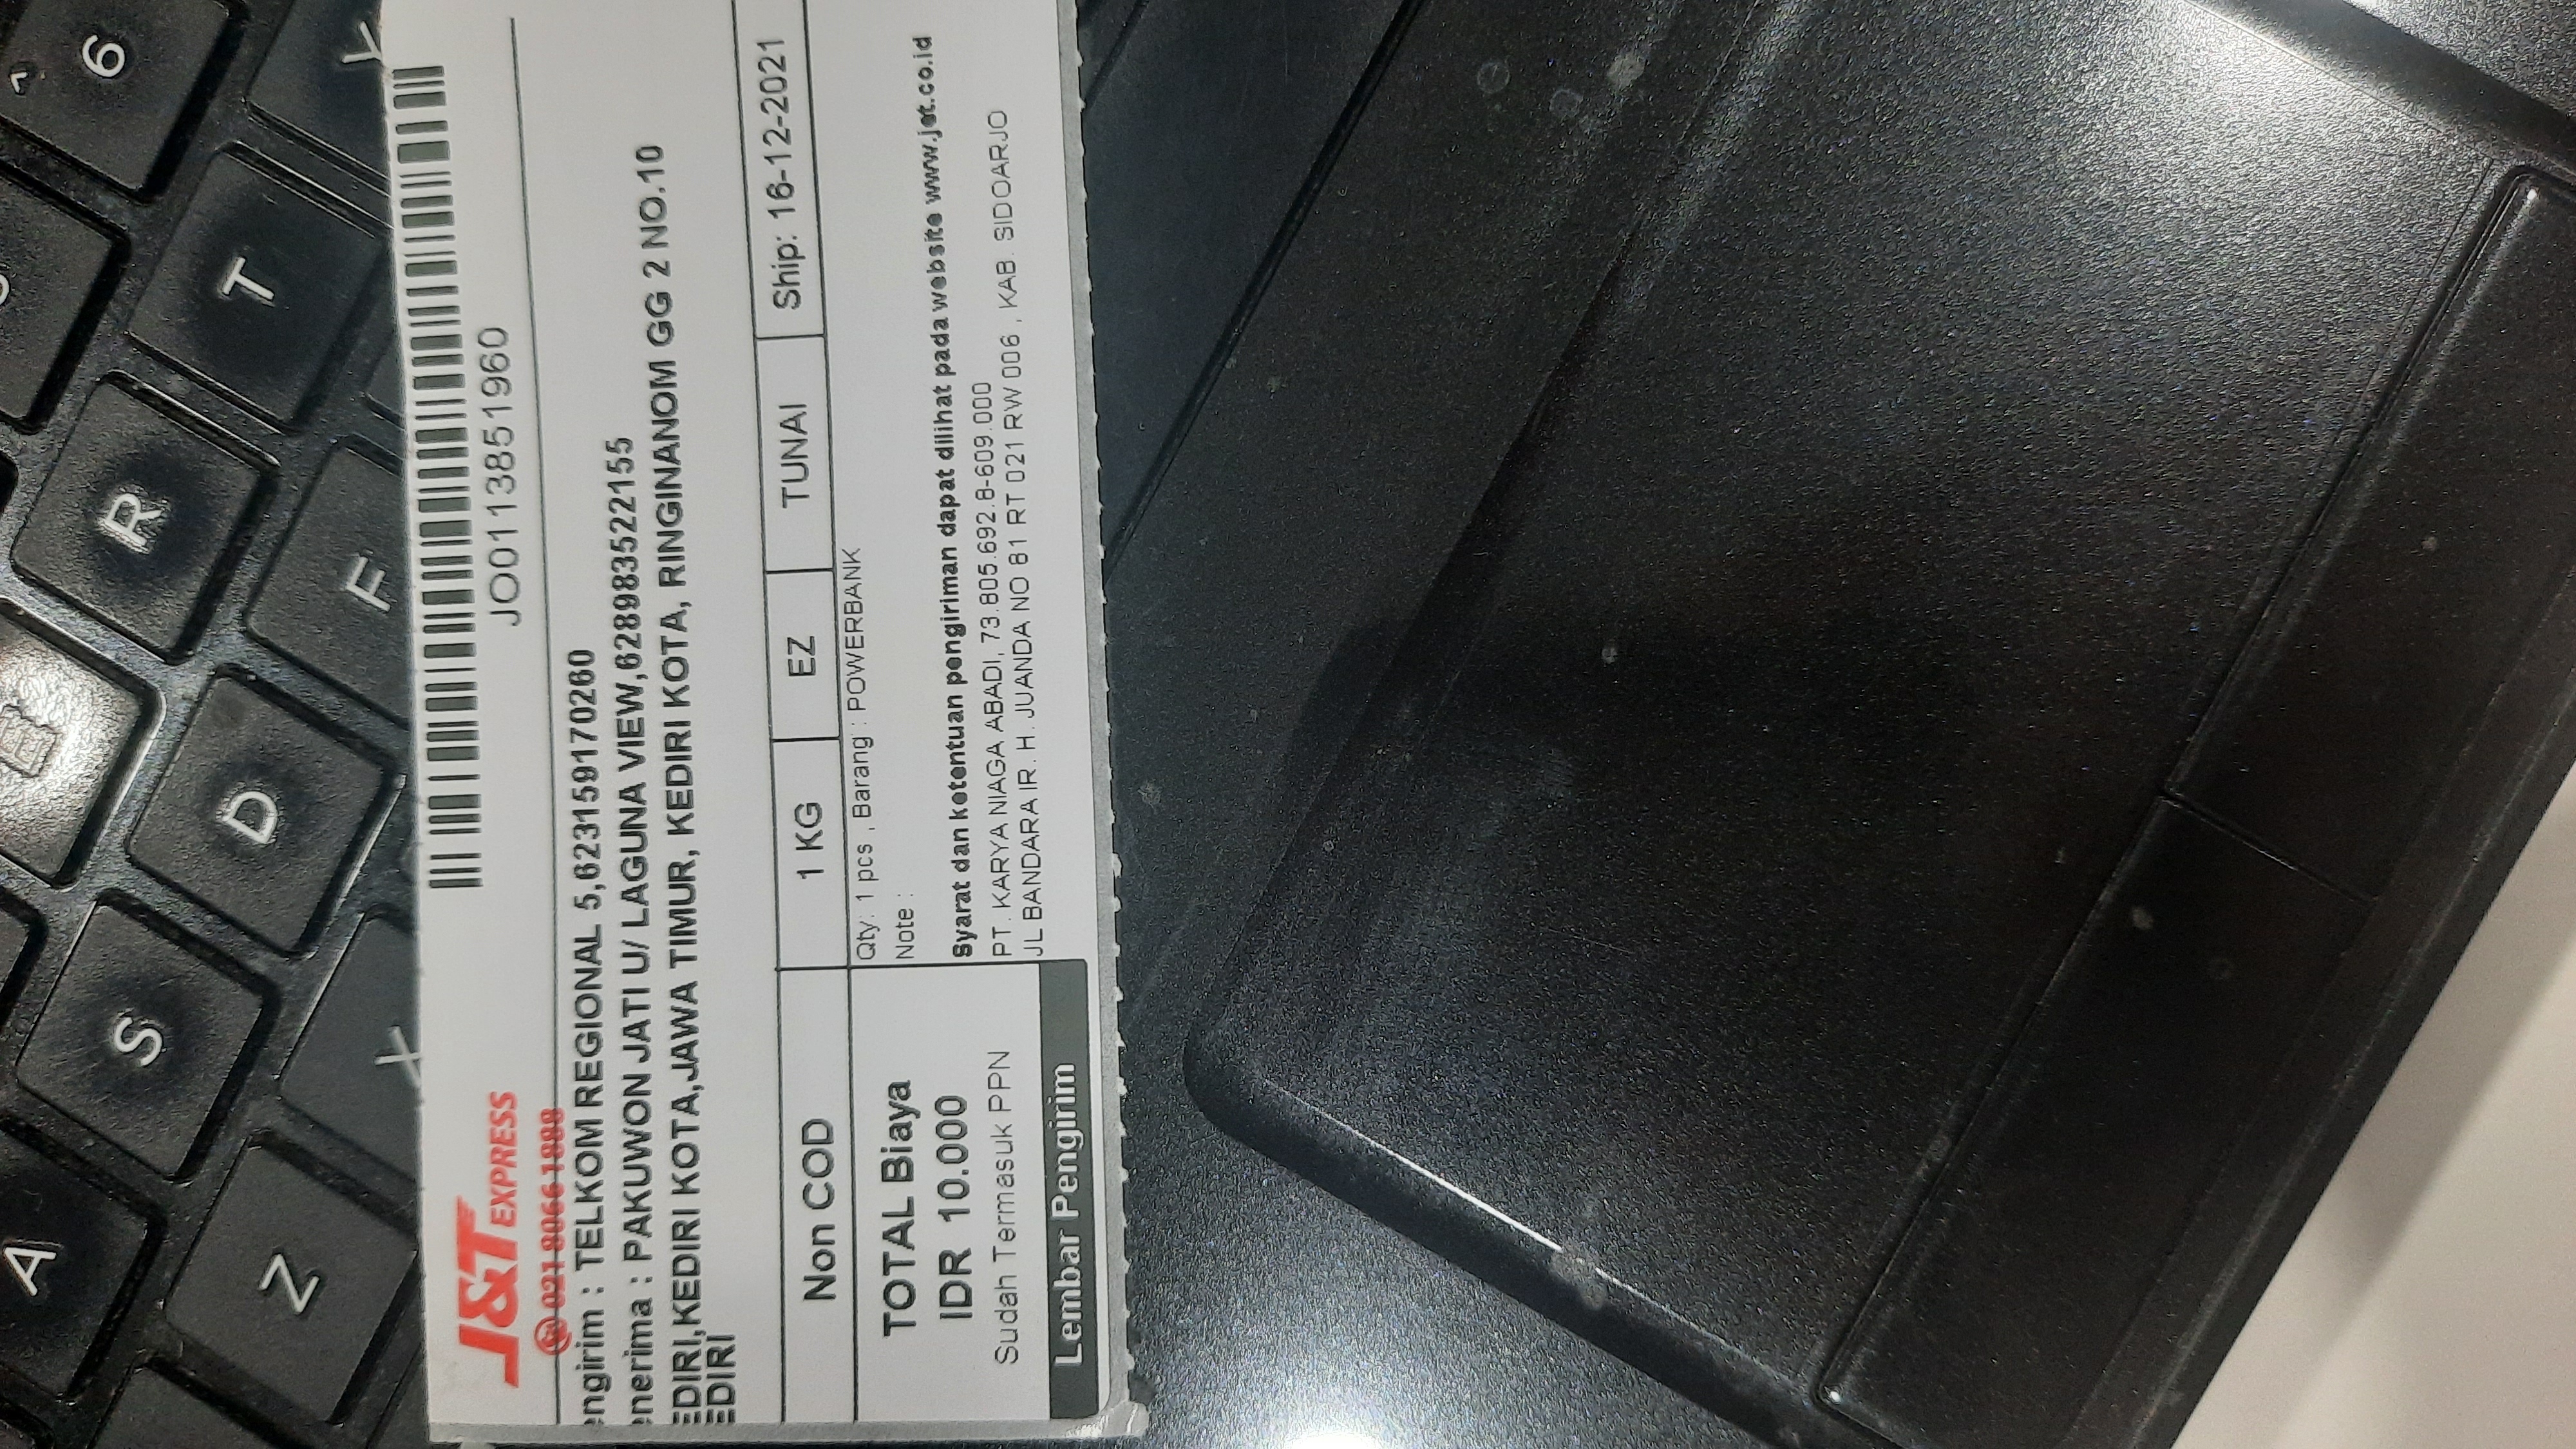 A
S
R
6
Z
D
T
X
F
Y
J&T EXPRESS
JO0113851960
021 8066 1888
engirim : TELKOM REGIONAL 5,623159170260
enerima : PAKUWON JATI U/ LAGUNA VIEW,628983522155
EDIRI,KEDIRI KOTA,JAWA TIMUR, KEDIRI KOTA, RINGINANOM GG 2 NO.10
EDIRI
Non COD
1 KG
EZ
TUNAI
Ship: 16-12-2021
TOTAL Biaya
IDR 10.000
Sudah Termasuk PPN
Lembar Pengirim
Qty: 1 pcs , Barang : POWERBANK
Note :
Syarat dan ketentuan pengiriman dapat dilihat pada website www.jet.co.id
PT. KARYA NIAGA ABADI, 73.805.692.8-609.000
JL BANDARA IR. H. JUANDA NO 81 RT 021 RW 006 , KAB. SIDOARJO